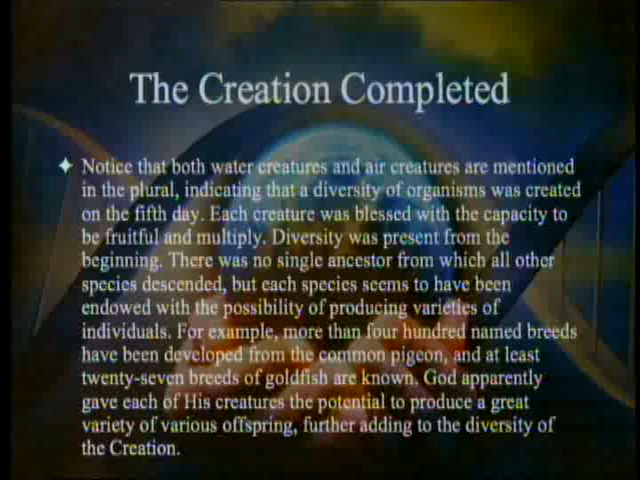 The Creation Completed
Notice that both water creatures and air creatures are mentioned
in the plural, indicating that a diversity of organisms was created
on the fifth day. Each creature was blessed with the capacity to
be fruitful and multiply. Diversity was present from the
beginning. There was no single ancestor from which all other
species descended, but each species seems to have been
endowed with the possibility of producing varieties of
individuals. For example, more than four hundred named breeds
have been developed from the common pigeon, and at least
twenty-seven breeds of goldfish are known. God apparently
gave each of His creatures the potential to produce a great
variety of various offspring, further adding to the diversity of
the Creation.